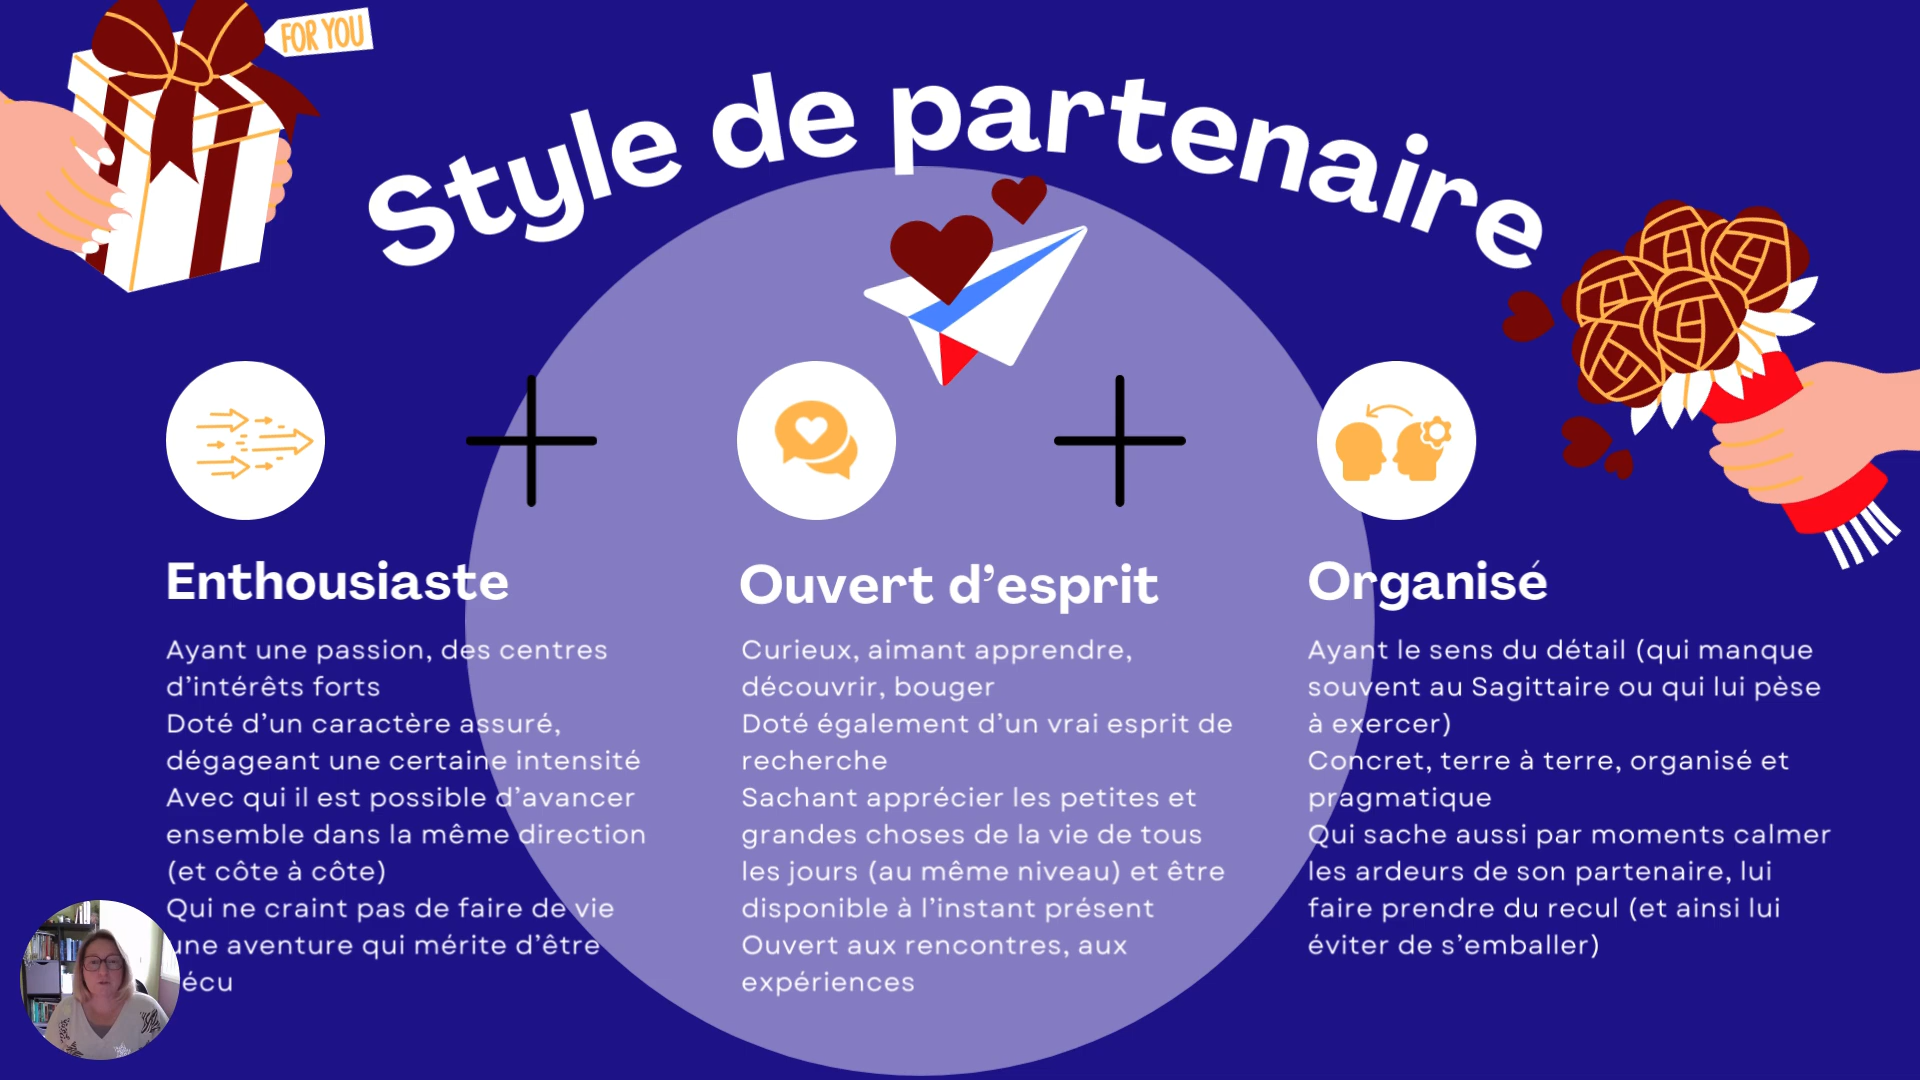 FOR YOU
Style de partenaire
Enthousiaste
Ayant une passion, des centres
d'intérêts forts
Doté d'un caractère assuré,
dégageant une certaine intensité
Avec qui il est possible d'avancer
ensemble dans la même direction
(et côte à côte)
Qui ne craint pas de faire de vie
une aventure qui mérite d'être
écu
Ouvert d'esprit
Curieux, aimant apprendre,
découvrir, bouger
Doté également d'un vrai esprit de
recherche
Sachant apprécier les petites et
grandes choses de la vie de tous
les jours (au même niveau) et être
disponible à l'instant présent
Ouvert aux rencontres, aux
expériences
Organisé
Ayant le sens du détail (qui manque
souvent au Sagittaire ou qui lui pèse
à exercer)
Concret, terre à terre, organisé et
pragmatique
Qui sache aussi par moments calmer
les ardeurs de son partenaire, lui
faire prendre du recul (et ainsi lui
éviter de s'emballer)